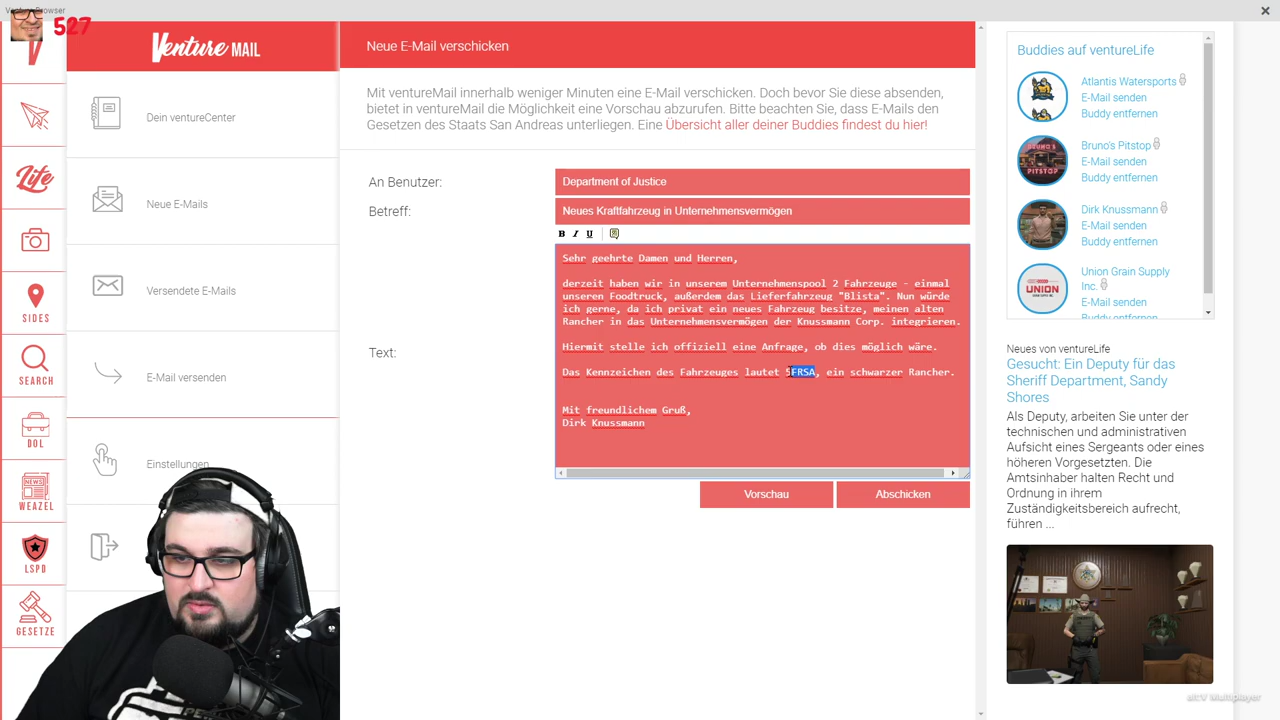 527
Venture MAIL
Dein ventureCenter
Neue E-Mails
Versendete E-Mails
E-Mail versenden
Einstellungen
Life
SIDES
SEARCH
DOL
NEWS
WEAZEL
LSPD
GESETZE
Neue E-Mail verschicken
Mit ventureMail innerhalb weniger Minuten eine E-Mail verschicken. Doch bevor Sie diese absenden,
bietet in ventureMail die Möglichkeit eine Vorschau abzurufen. Bitte beachten Sie, dass E-Mails den
Gesetzen des Staats San Andreas unterliegen. Eine Übersicht aller deiner Buddies findest du hier!
An Benutzer:
Department of Justice
Betreff:
Neues Kraftfahrzeug in Unternehmensvermögen
B I U
Text:
Sehr geehrte Damen und Herren,
derzeit haben wir in unserem Unternehmenspool 2 Fahrzeuge - einmal
unseren Foodtruck, außerdem das Lieferfahrzeug "Blista". Nun würde
ich gerne, da ich privat ein neues Fahrzeug besitze, meinen alten
Rancher in das Unternehmensvermögen der Knussmann Corp. integrieren.
Hiermit stelle ich offiziell eine Anfrage, ob dies möglich wäre.
Das Kennzeichen des Fahrzeuges lautet 5FRSA, ein schwarzer Rancher.
Mit freundlichem Gruß,
Dirk Knussmann
Vorschau
Abschicken
Buddies auf ventureLife
Atlantis Watersports
E-Mail senden
Buddy entfernen
BRUNO'S
PITSTOP
Bruno's Pitstop
E-Mail senden
Buddy entfernen
Dirk Knussmann
E-Mail senden
Buddy entfernen
UNION
Union Grain Supply
Inc.
E-Mail senden
Buddy entfernen
Neues von ventureLife
Gesucht: Ein Deputy für das
Sheriff Department, Sandy
Shores
Als Deputy, arbeiten Sie unter der
technischen und administrativen
Aufsicht eines Sergeants oder eines
höheren Vorgesetzten. Die
Amtsinhaber halten Recht und
Ordnung in ihrem
Zuständigkeitsbereich aufrecht,
führen ...
alt:V Multiplayer